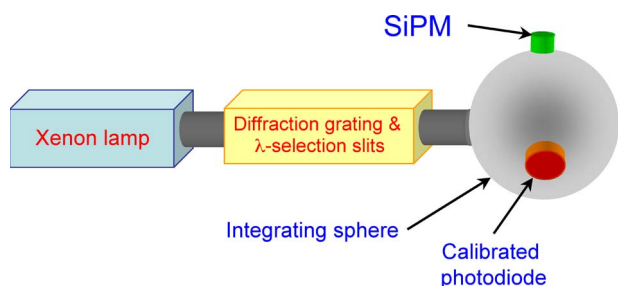 SiPM
Xenon lamp
Diffraction grating &
λ-selection slits
Integrating sphere
Calibrated
photodiode